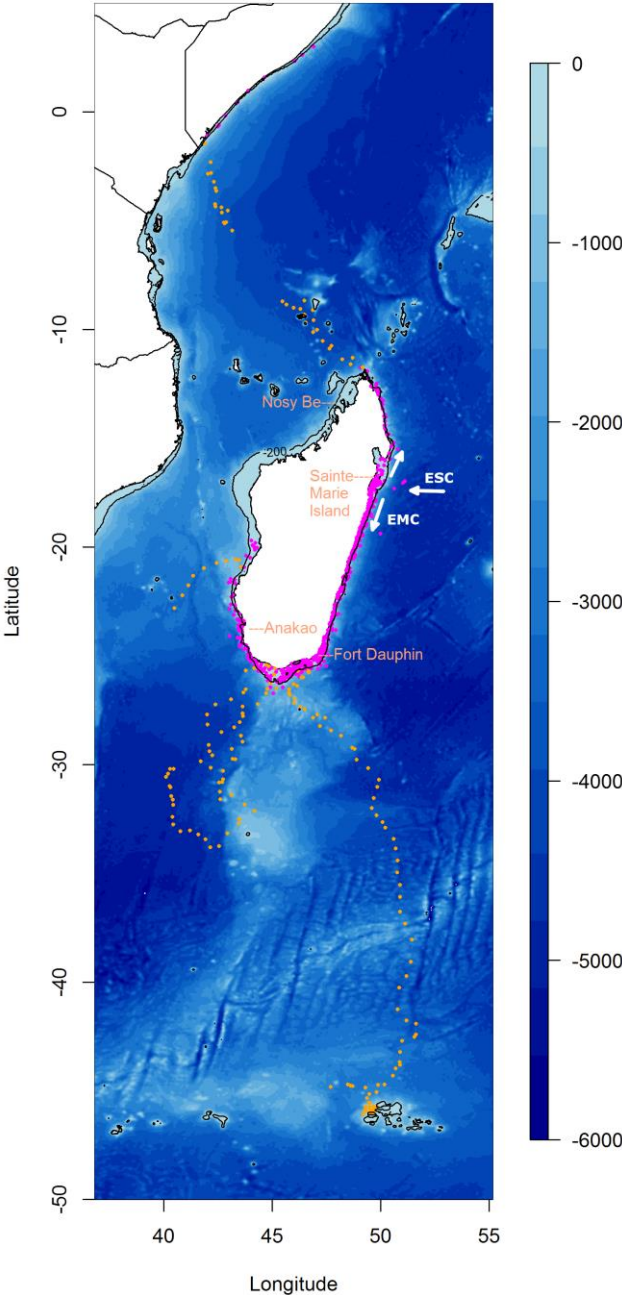 0
-10
-20
-30
-40
-50
Latitude
Nosy Be---
-200
Sainte----
Marie
Island
ESC
EMC
---Anakao
--Fort Dauphin
40
45
50
55
Longitude
0
-1000
-2000
-3000
-4000
-5000
-6000